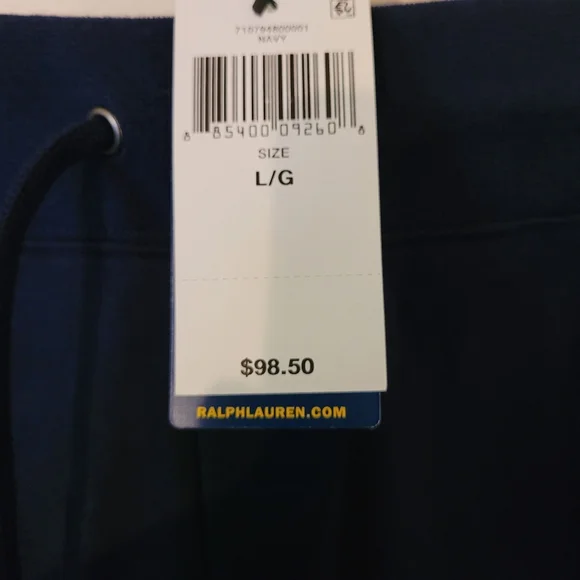 NAVY
8 85400 09260 8
SIZE
L/G
$98.50
RALPHLAUREN.COM